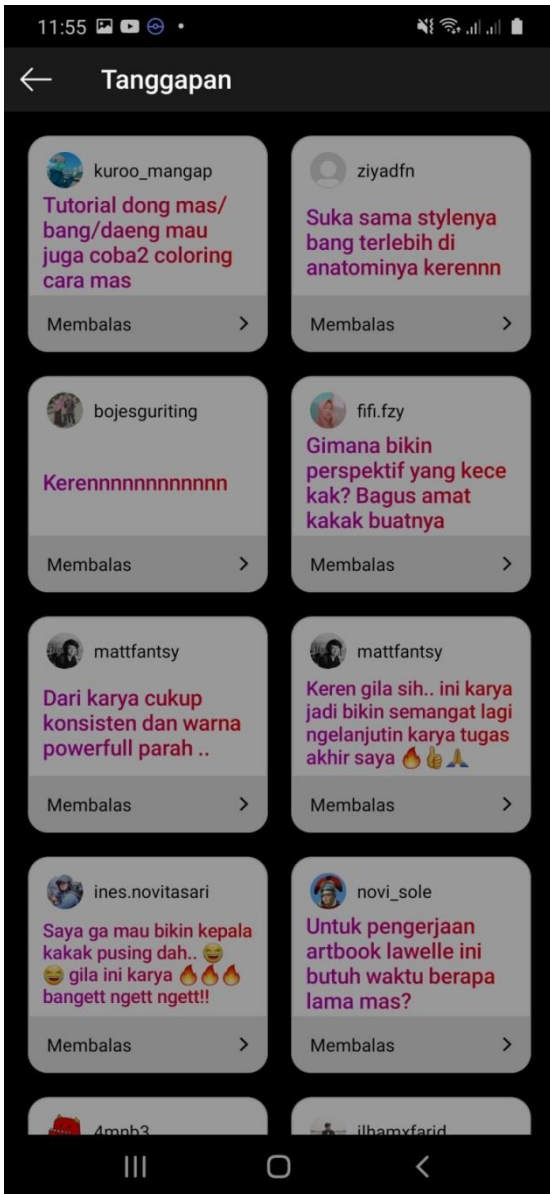 11:55
Tanggapan
kuroo_mangap
Tutorial dong mas/
bang/daeng mau
juga coba2 coloring
cara mas
Membalas
ziyadfn
Suka sama stylenya
bang terlebih di
anatominya kerennn
Membalas
bojesguriting
Kerennnnnnnnnnnn
Membalas
fifi.fzy
Gimana bikin
perspektif yang kece
kak? Bagus amat
kakak buatnya
Membalas
mattfantsy
Dari karya cukup
konsisten dan warna
powerfull parah ..
Membalas
mattfantsy
Keren gila sih.. ini karya
jadi bikin semangat lagi
ngelanjutin karya tugas
akhir saya 🔥👍🙏
Membalas
ines.novitasari
Saya ga mau bikin kepala
kakak pusing dah.. 😂
😂 gila ini karya 🔥🔥🔥
bangett ngett ngett!!
Membalas
novi_sole
Untuk pengerjaan
artbook lawelle ini
butuh waktu berapa
lama mas?
Membalas
4mnb3
ilhamxfarid